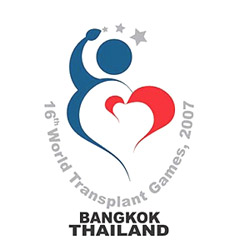 16th World Transplant Games, 2007
BANGKOK
THAILAND